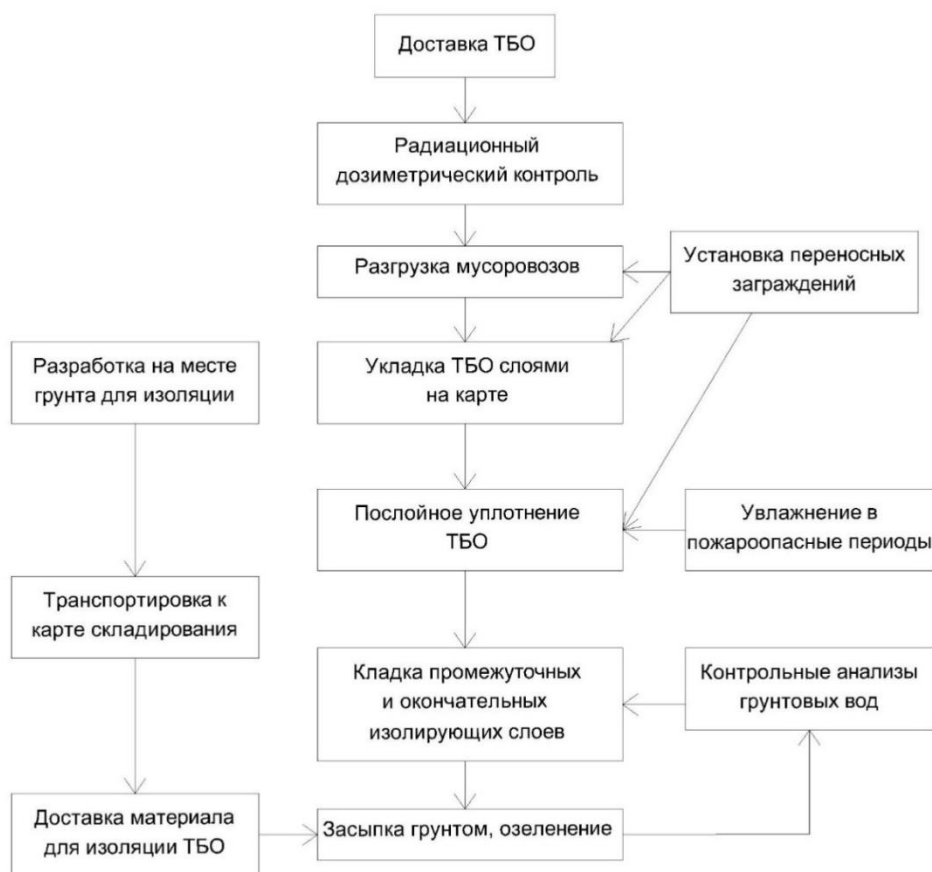 Доставка ТБО
Радиационный
дозиметрический контроль
Разгрузка мусоровозов
Установка переносных
заграждений
Разработка на месте
грунта для изоляции
Укладка ТБО слоями
на карте
Послойное уплотнение
ТБО
Увлажнение в
пожароопасные периоды
Транспортировка к
карте складирования
Кладка промежуточных
и окончательных
изолирующих слоев
Контрольные анализы
грунтовых вод
Доставка материала
для изоляции ТБО
Засыпка грунтом, озеленение